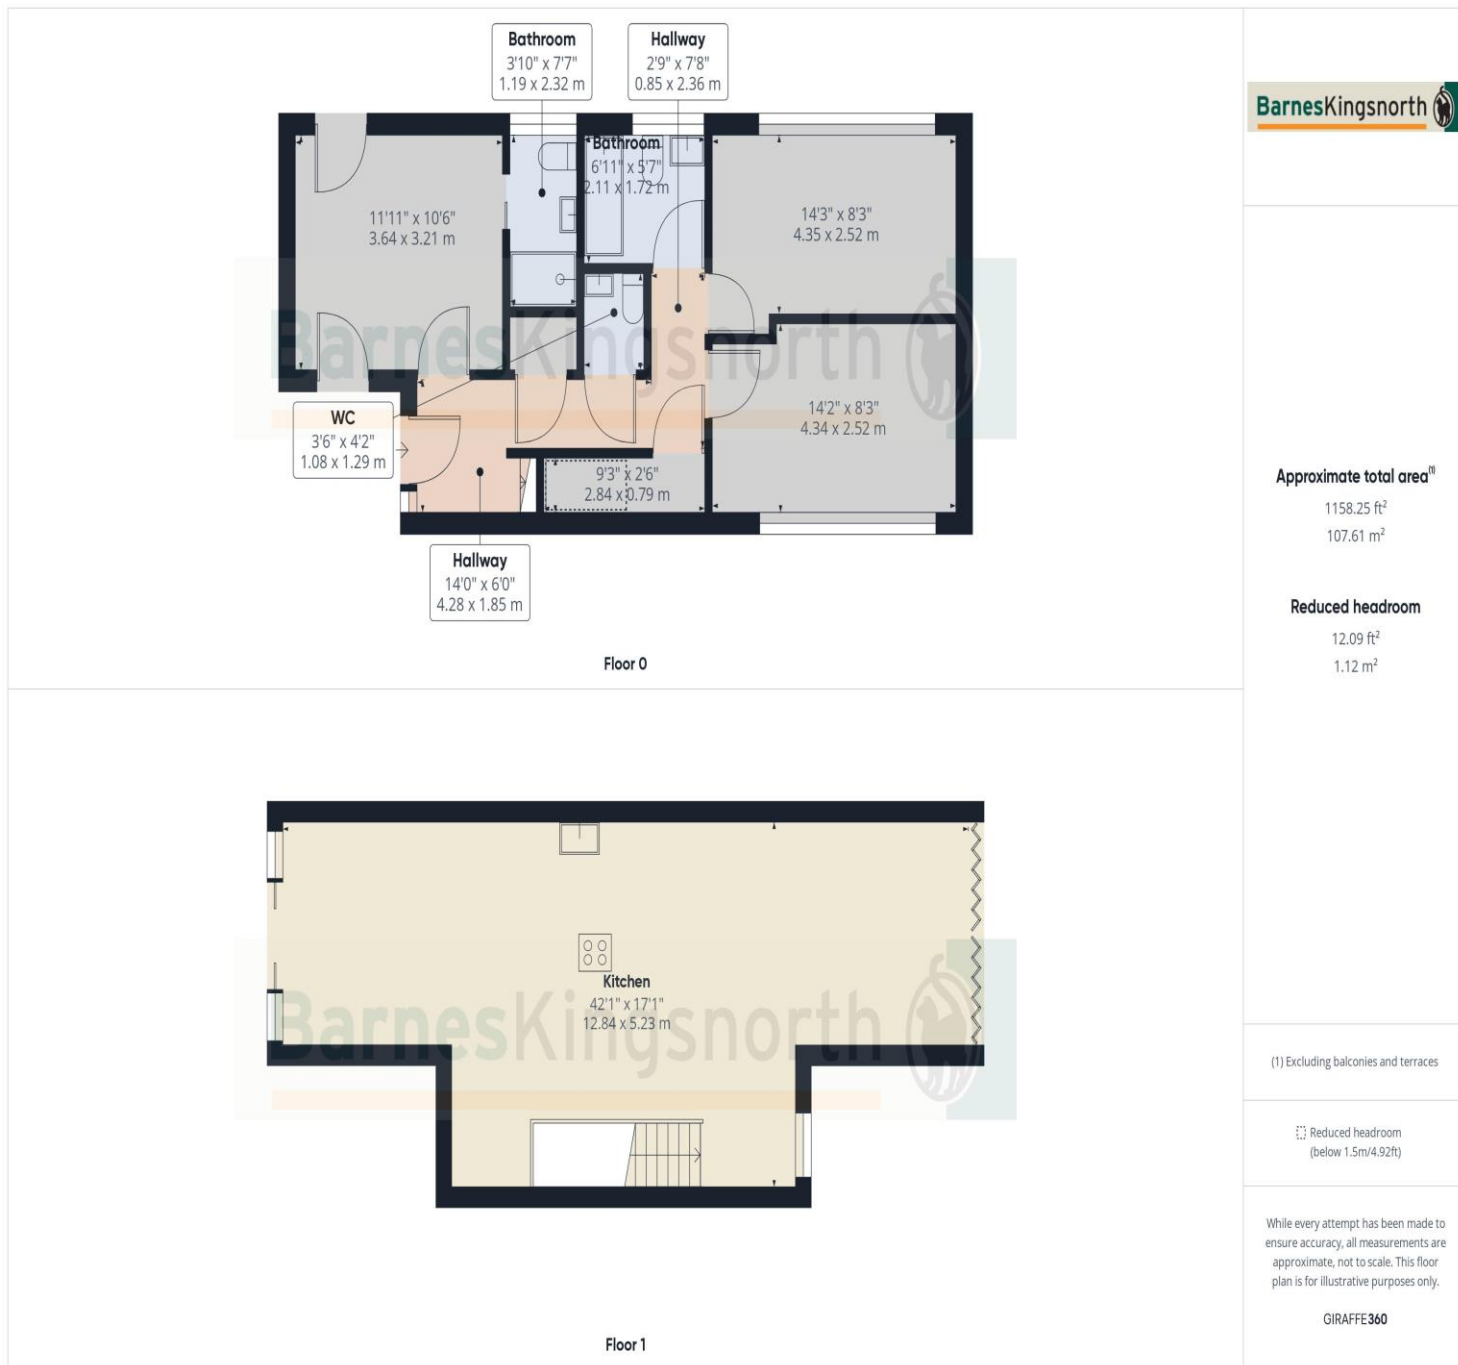 Bathroom
3'10" x 7'7"
1.19 x 2.32 m
Hallway
2'9" x 7'8"
0.85 x 2.36 m
Bathroom
6'11" x 5'7"
2.11 x 1.72 m
11'11" x 10'6"
3.64 x 3.21 m
14'3" x 8'3"
4.35 x 2.52 m
BarnesKingsnorth
WC
3'6" x 4'2"
1.08 x 1.29 m
14'2" x 8'3"
4.34 x 2.52 m
9'3" x 2'6"
2.84 x 0.79 m
Hallway
14'0" x 6'0"
4.28 x 1.85 m
Floor 0
Kitchen
42'1" x 17'1"
12.84 x 5.23 m
BarnesKingsnorth
Floor 1
BarnesKingsnorth
Approximate total area(1)
1158.25 ft²
107.61 m²
Reduced headroom
12.09 ft²
1.12 m²
(1) Excluding balconies and terraces
Reduced headroom
(below 1.5m/4.92ft)
While every attempt has been made to
ensure accuracy, all measurements are
approximate, not to scale. This floor
plan is for illustrative purposes only.
GIRAFFE360